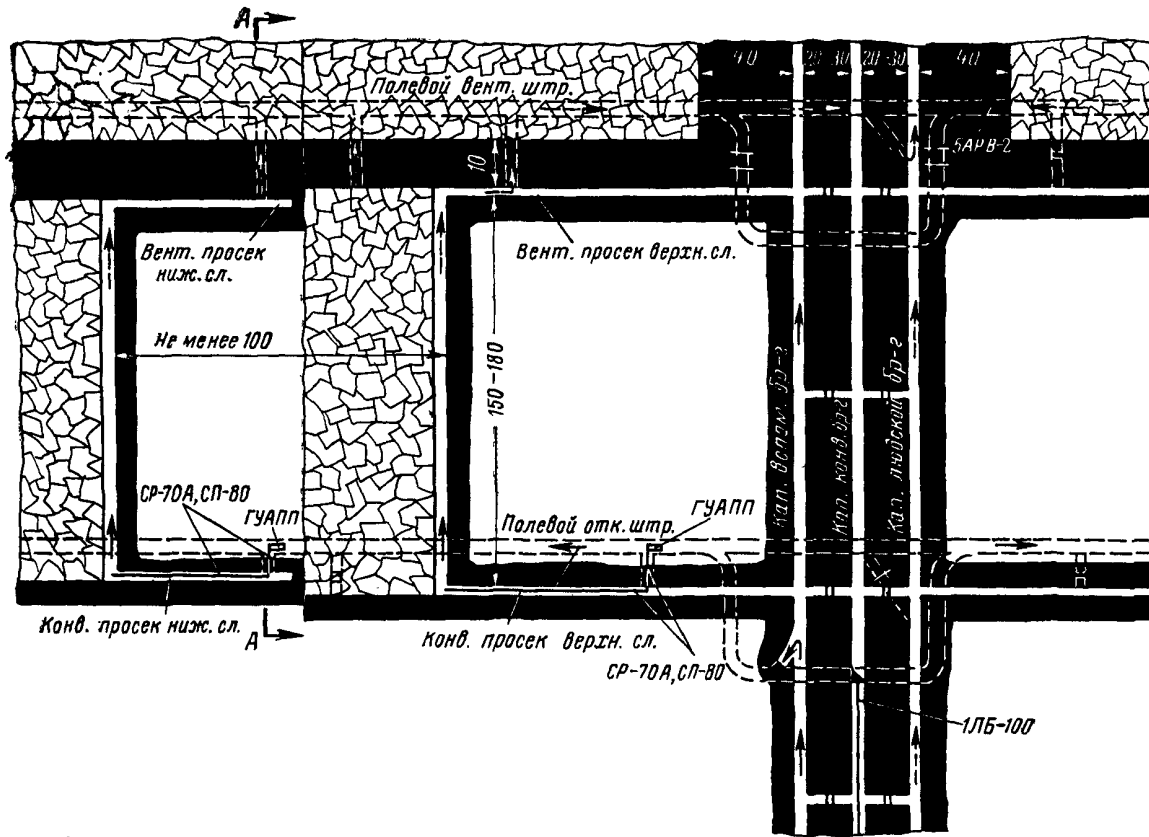 А
40
20-30
20-30
40
Полевой вент. штр.
5АРВ-2
10
Вент. просек
ниж. сл.
Вент. просек верхн. сл.
Не менее 100
150-180
Кап. вспом. бр-г
Кап. конв. бр-г
Кап. людской бр-г
СР-70А, СП-80
ГУАПП
Полевой отк. штр.
ГУАПП
Конв. просек ниж. сл.
А
Конв. просек верхн. сл.
СР-70А, СП-80
1ЛБ-100